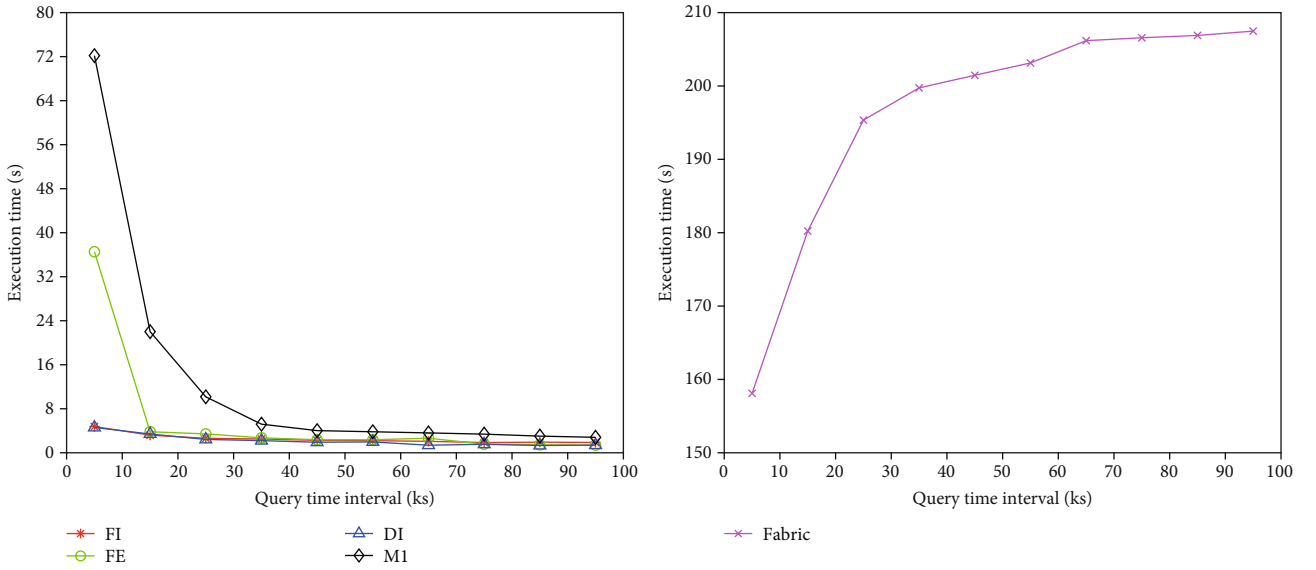 80
72
64
56
48
40
32
24
16
8
0
Execution time (s)
0 10 20 30 40 50 60 70 80 90 100
Query time interval (ks)
FI
FE
DI
M1
210
200
190
180
170
160
150
Execution time (s)
0 10 20 30 40 50 60 70 80 90 100
Query time interval (ks)
Fabric